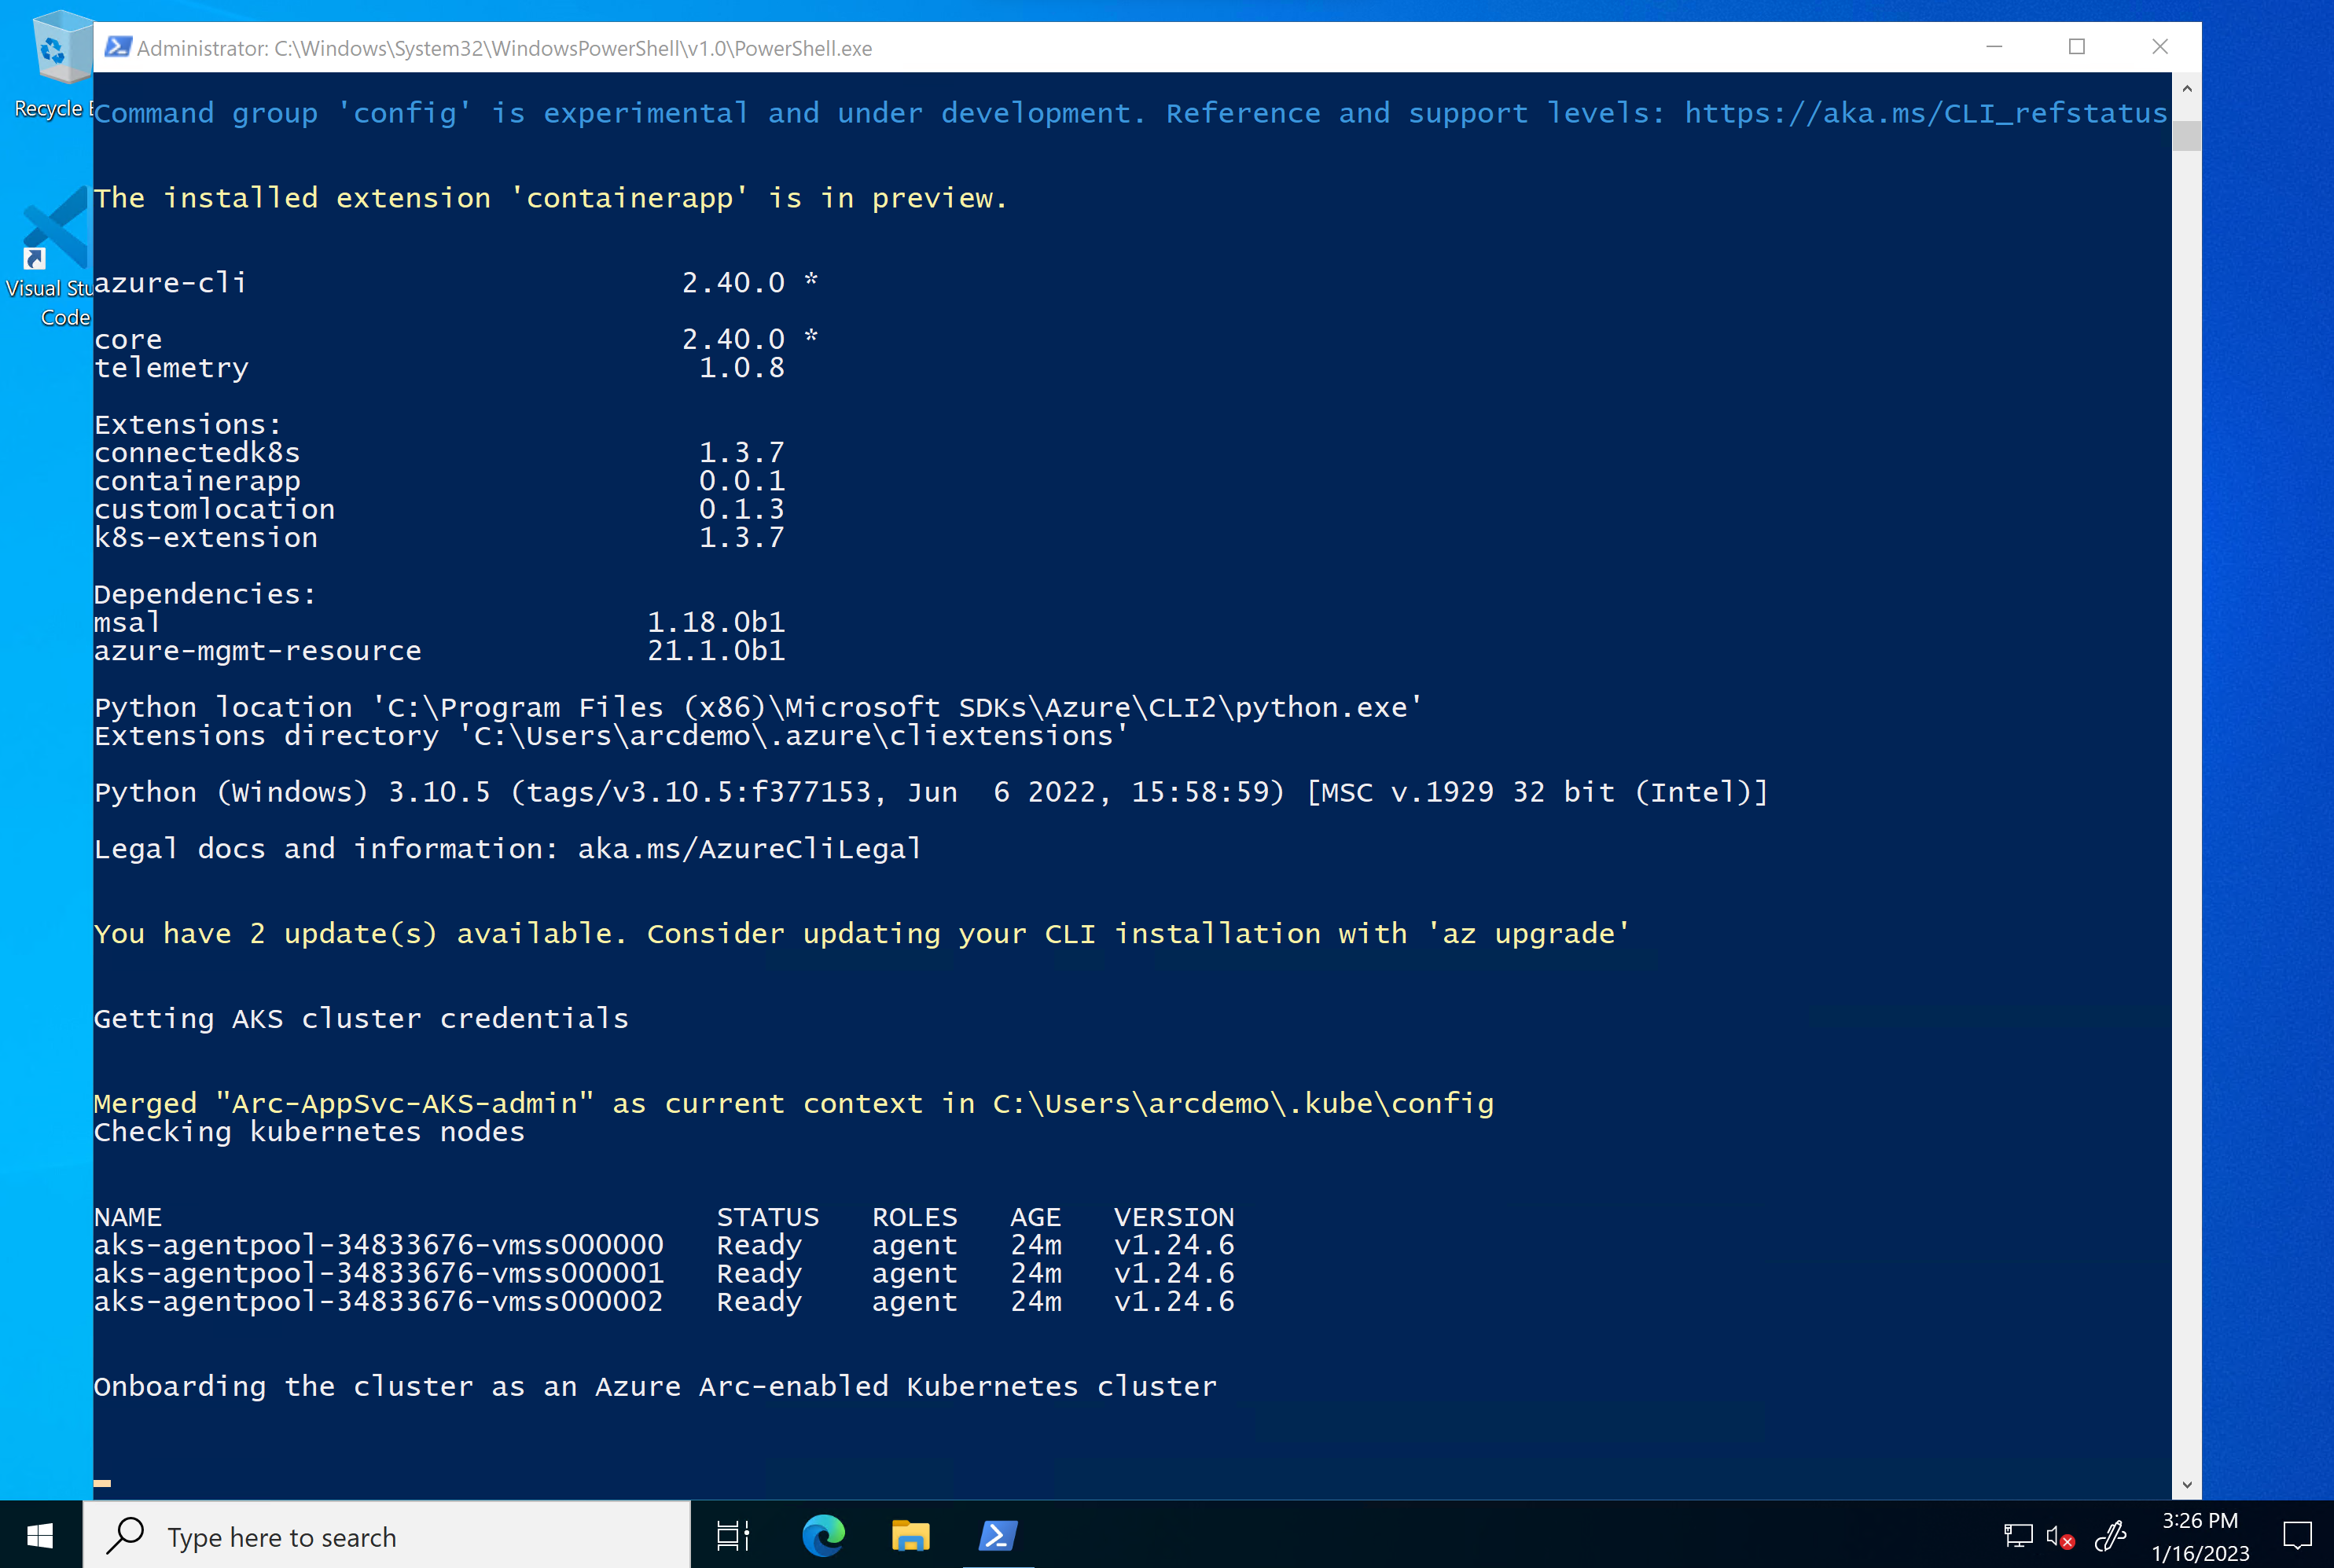 Administrator: C:\Windows\System32\WindowsPowerShell\v1.0\PowerShell.exe
Recycle
Command group 'config' is experimental and under development. Reference and support levels: https://aka.ms/CLI_refstatus
The installed extension 'containerapp' is in preview.
azure-cli 2.40.0 *
Visual Stu
Code
core 2.40.0 *
telemetry 1.0.8
Extensions:
connectedk8s 1.3.7
containerapp 0.0.1
customlocation 0.1.3
k8s-extension 1.3.7
Dependencies:
msal 1.18.0b1
azure-mgmt-resource 21.1.0b1
Python location 'C:\Program Files (x86)\Microsoft SDKs\Azure\CLI2\python.exe'
Extensions directory 'C:\Users\arcdemo\.azure\cliextensions'
Python (Windows) 3.10.5 (tags/v3.10.5:f377153, Jun  6 2022, 15:58:59) [MSC v.1929 32 bit (Intel)]
Legal docs and information: aka.ms/AzureCliLegal
You have 2 update(s) available. Consider updating your CLI installation with 'az upgrade'
Getting AKS cluster credentials
Merged "Arc-AppSvc-AKS-admin" as current context in C:\Users\arcdemo\.kube\config
Checking kubernetes nodes
NAME STATUS ROLES AGE VERSION
aks-agentpool-34833676-vmss000000 Ready agent 24m v1.24.6
aks-agentpool-34833676-vmss000001 Ready agent 24m v1.24.6
aks-agentpool-34833676-vmss000002 Ready agent 24m v1.24.6
Onboarding the cluster as an Azure Arc-enabled Kubernetes cluster
Type here to search
3:26 PM
1/16/2023